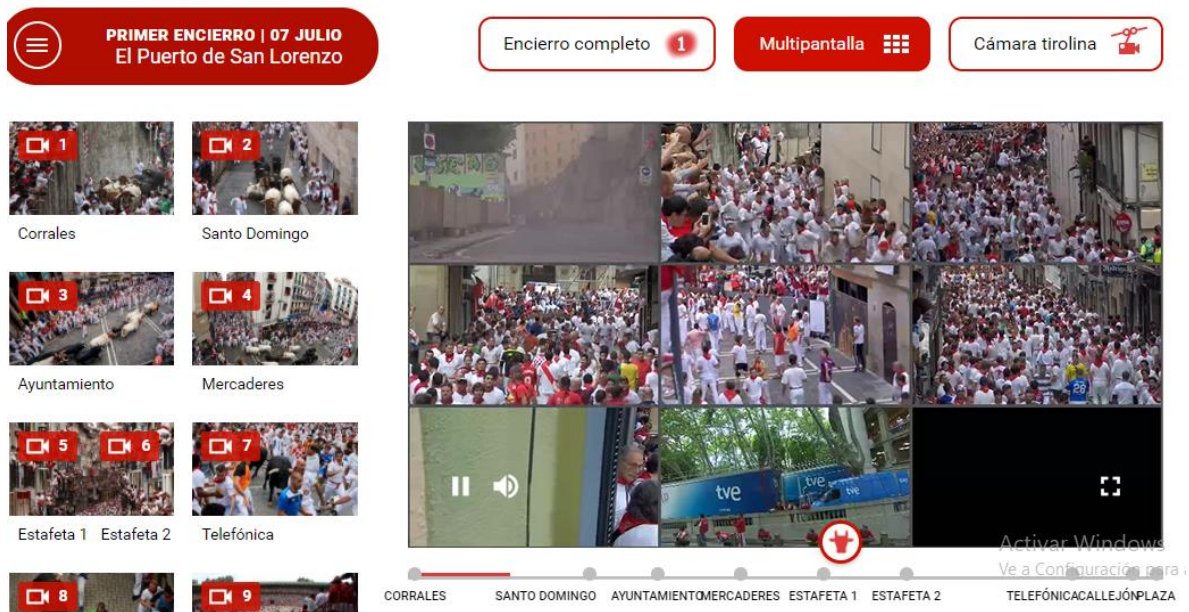 PRIMER ENCIERRO | 07 JULIO
El Puerto de San Lorenzo
Encierro completo 1
Multipantalla
Cámara tirolina
1
2
Corrales
Santo Domingo
3
4
Ayuntamiento
Mercaderes
5
6
7
Estafeta 1
Estafeta 2
Telefónica
8
9
28
tve
tve
tve
Activar Windows
Ve a Configuración para a
CORRALES
SANTO DOMINGO
AYUNTAMIENTO
MERCADERES
ESTAFETA 1
ESTAFETA 2
TELEFÓNICA
CALLEJÓN
PLAZA